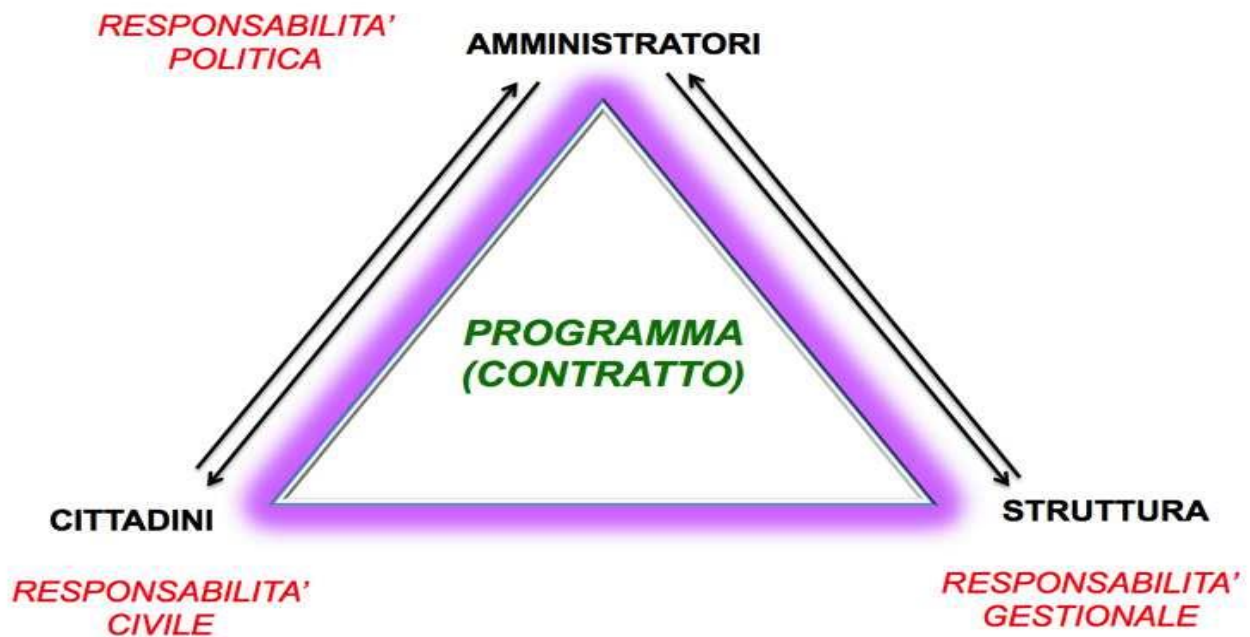 RESPONSABILITA’
POLITICA
AMMINISTRATORI
PROGRAMMA
(CONTRATTO)
CITTADINI
STRUTTURA
RESPONSABILITA’
CIVILE
RESPONSABILITA’
GESTIONALE